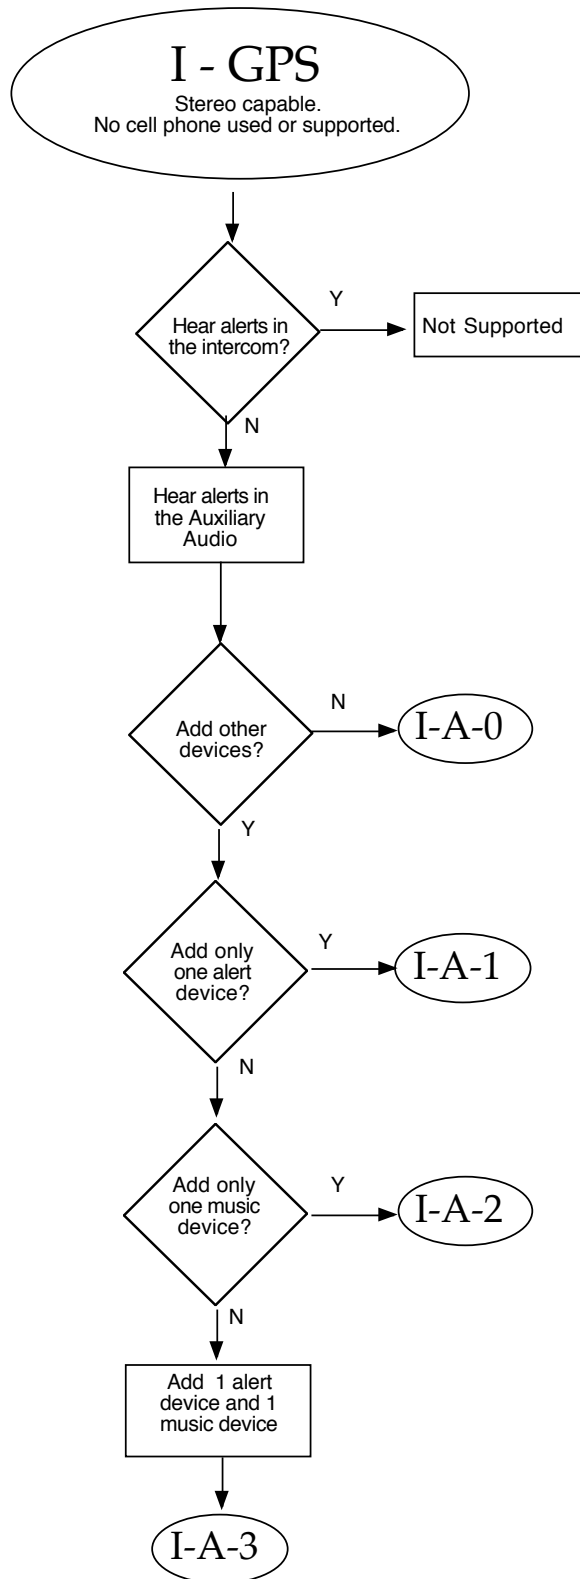 I - GPS
Stereo capable.
No cell phone used or supported.
Y
Hear alerts in
the intercom?
Not Supported
N
Hear alerts in
the Auxiliary
Audio
N
Add other
devices?
I-A-0
Y
Add only
one alert
device?
Y
I-A-1
N
Add only
one music
device?
Y
I-A-2
N
Add 1 alert
device and 1
music device
I-A-3